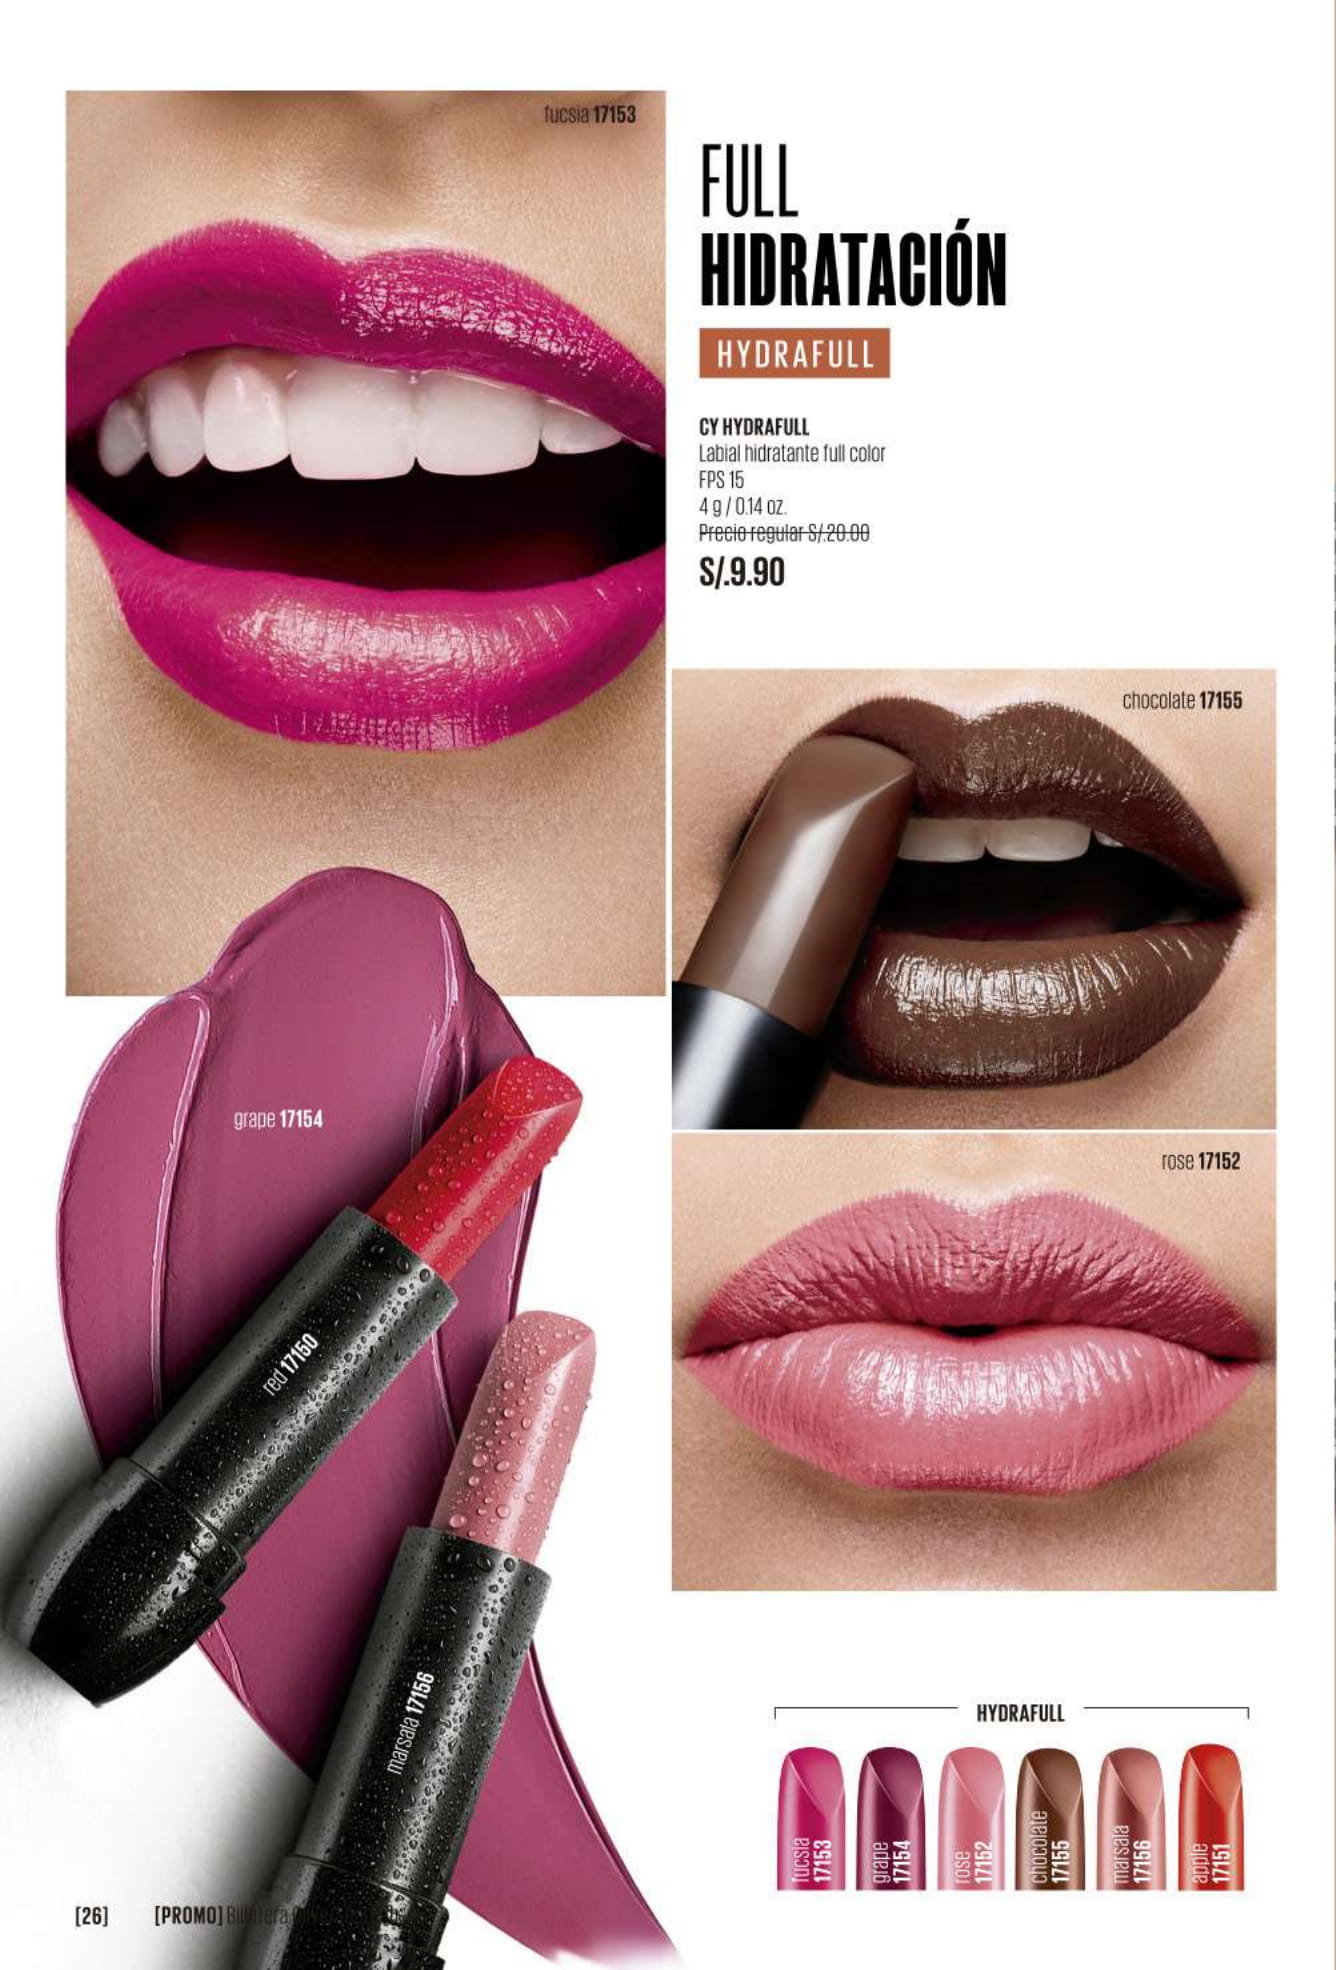 fucsia 17153
FULL
HIDRATACIÓN
HYDRAFULL
CY HYDRAFULL
Labial hidratante full color
FPS 15
4 g / 0.14 oz.
Precio regular S/.20.00
S/.9.90
chocolate 17155
grape 17154
rose 17152
red 17150
marsala 17156
HYDRAFULL
fucsia 17153
grape 17154
rose 17152
chocolate 17155
marsala 17156
apple 17151
[26]
[PROMO] Billetera